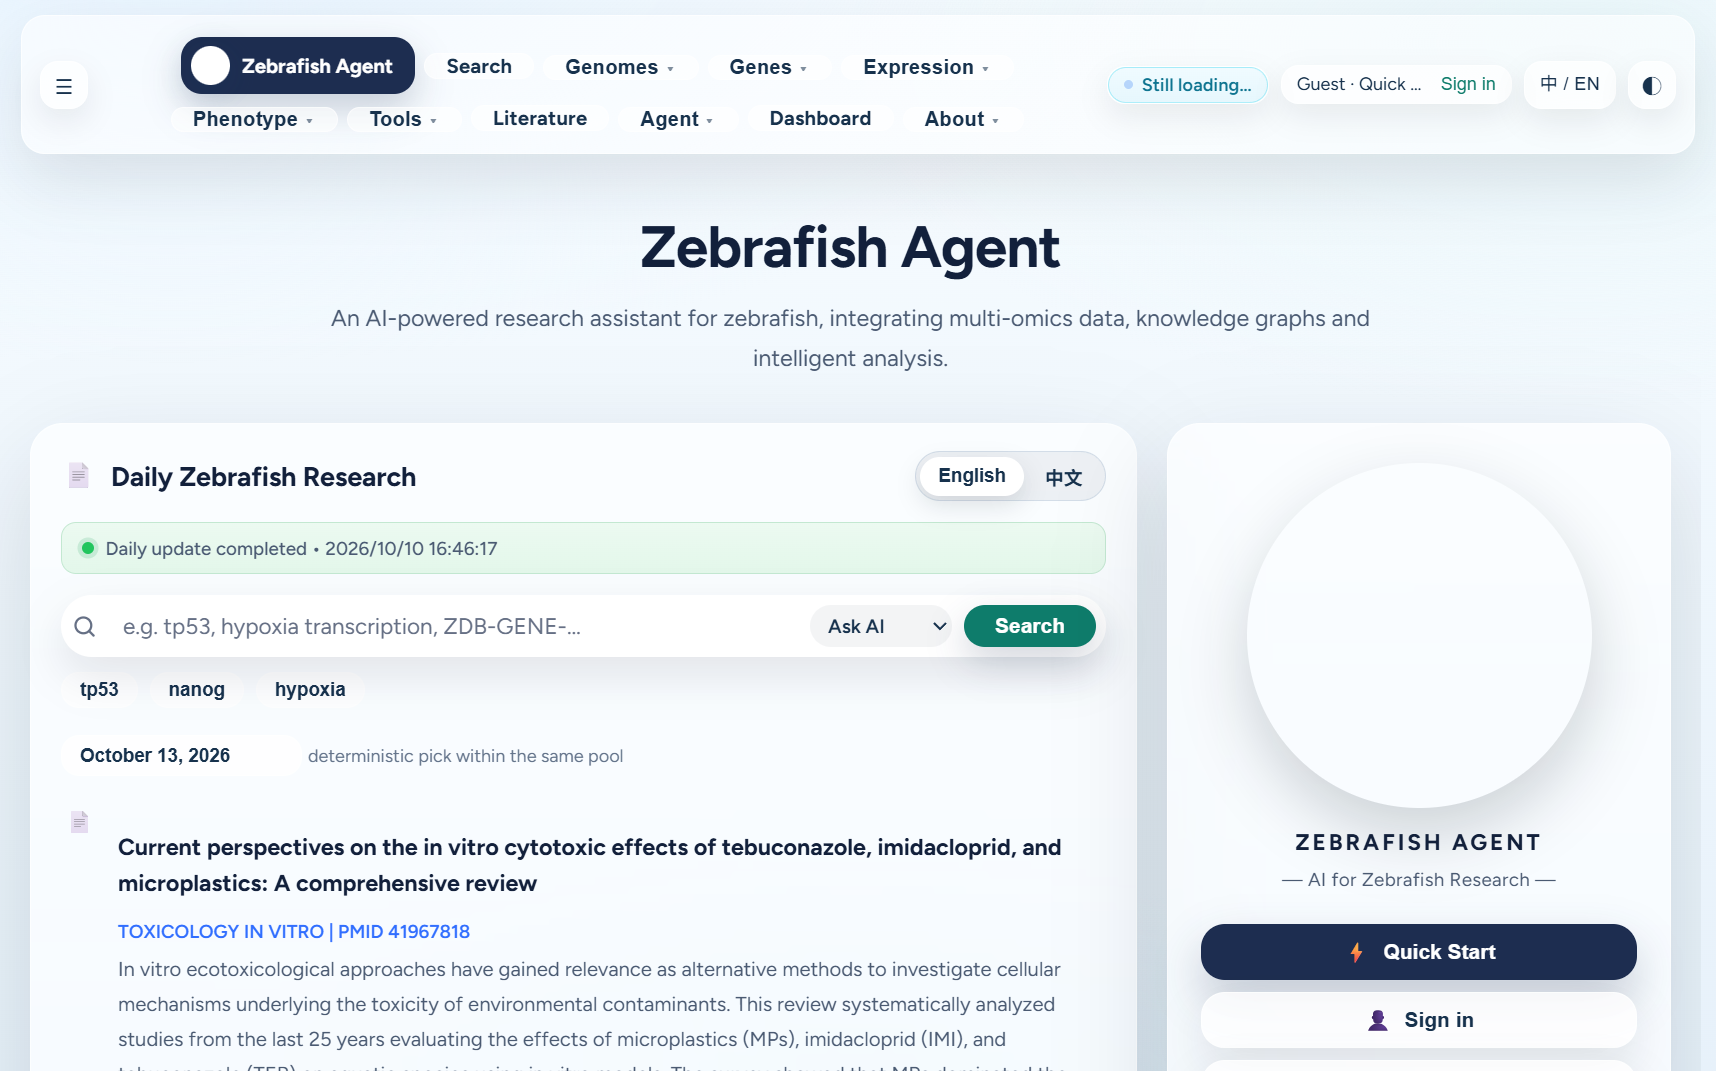 ☰
Zebrafish Agent
Search
Genomes
Genes
Expression
Phenotype
Tools
Literature
Agent
Dashboard
About
Still loading...
Guest · Quick ...
Sign in
中 / EN
Zebrafish Agent
An AI-powered research assistant for zebrafish, integrating multi-omics data, knowledge graphs and
intelligent analysis.
Daily Zebrafish Research
English
中文
Daily update completed • 2026/10/10 16:46:17
e.g. tp53, hypoxia transcription, ZDB-GENE-...
Ask AI
Search
tp53
nanog
hypoxia
October 13, 2026
deterministic pick within the same pool
Current perspectives on the in vitro cytotoxic effects of tebuconazole, imidacloprid, and
microplastics: A comprehensive review
TOXICOLOGY IN VITRO | PMID 41967818
In vitro ecotoxicological approaches have gained relevance as alternative methods to investigate cellular
mechanisms underlying the toxicity of environmental contaminants. This review systematically analyzed
studies from the last 25 years evaluating the effects of microplastics (MPs), imidacloprid (IMI), and
ZEBRAFISH AGENT
— AI for Zebrafish Research —
Quick Start
Sign in